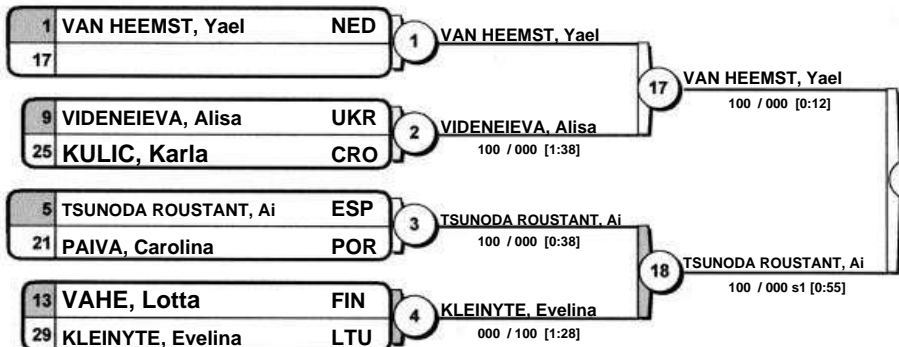 1 VAN HEEMST, Yael NED
17
1
VAN HEEMST, Yael
9 VIDENEIEVA, Alisa UKR
25 KULIC, Karla CRO
2
VIDENEIEVA, Alisa
100 / 000 [1:38]
17
VAN HEEMST, Yael
100 / 000 [0:12]
5 TSUNODA ROUSTANT, Ai ESP
21 PAIVA, Carolina POR
3
TSUNODA ROUSTANT, Ai
100 / 000 [0:38]
13 VAHE, Lotta FIN
29 KLEINYTE, Evelina LTU
4
KLEINYTE, Evelina
000 / 100 [1:28]
18
TSUNODA ROUSTANT, Ai
100 / 000 s1 [0:55]